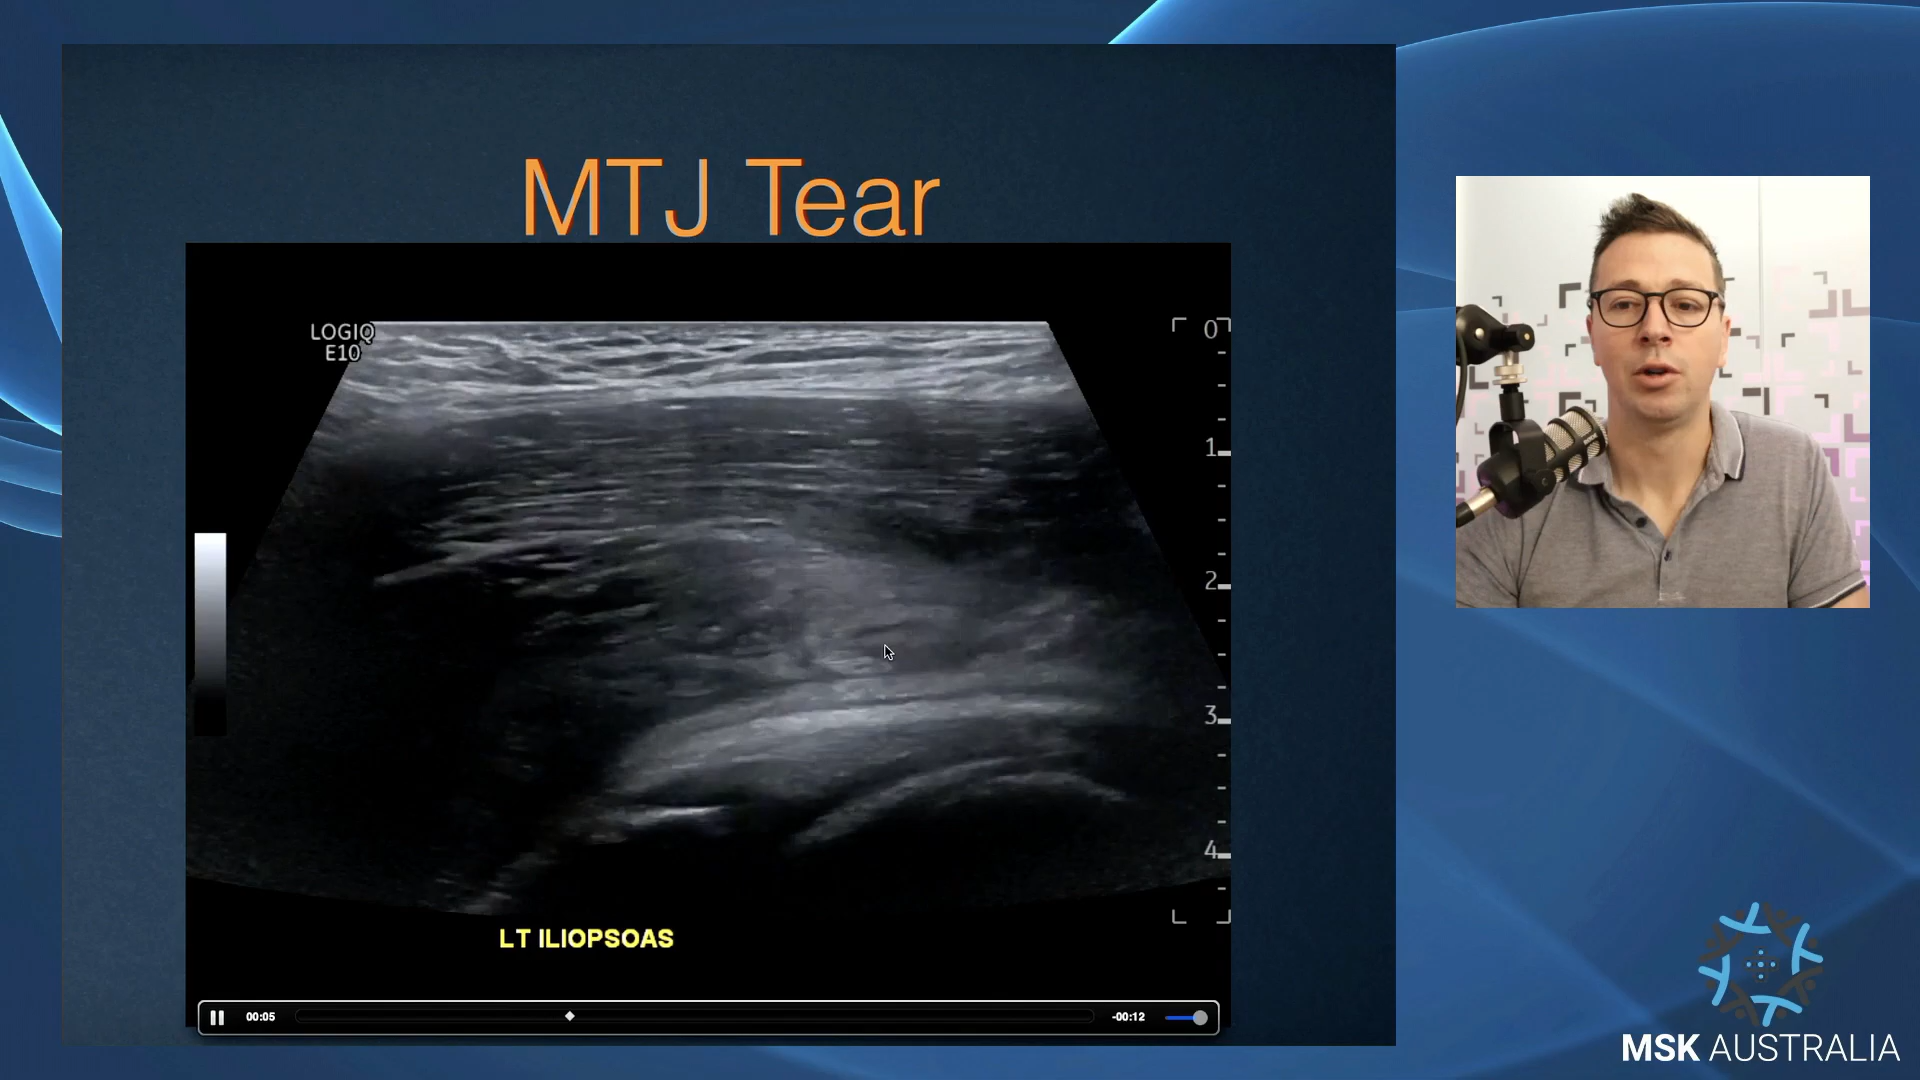 MTJ Tear
LOGIQ
E10
0
1
2
3
4
LT ILIOPSOAS
00:05
-00:12
MSK AUSTRALIA